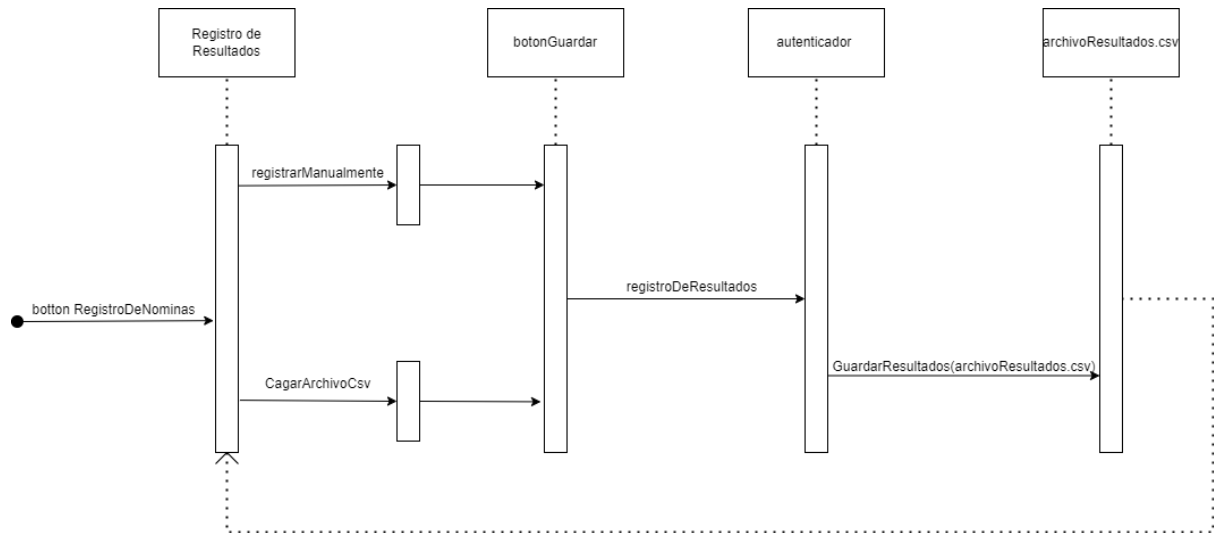 Registro de
Resultados
botonGuardar
autenticador
archivoResultados.csv
registrarManualmente
registroDeResultados
botton RegistroDeNominas
GuardarResultados(archivoResultados.csv)
CagarArchivoCsv